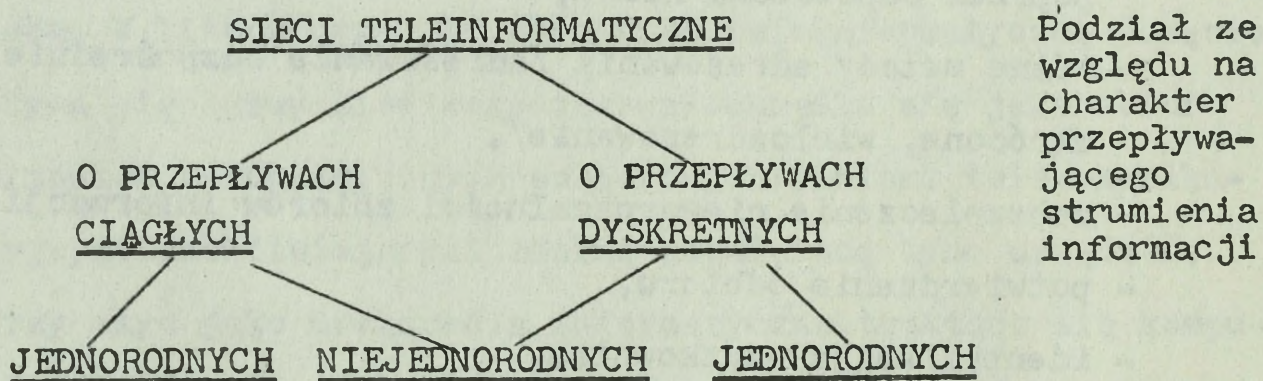 SIECI TELEINFORMATYCZNE
Podział ze
względu na
charakter
przepływa-
jącego
strumienia
informacji
O PRZEPŁYWACH
CIĄGŁYCH
O PRZEPŁYWACH
DYSKRETNYCH
JEDNORODNYCH NIEJEDNORODNYCH JEDNORODNYCH